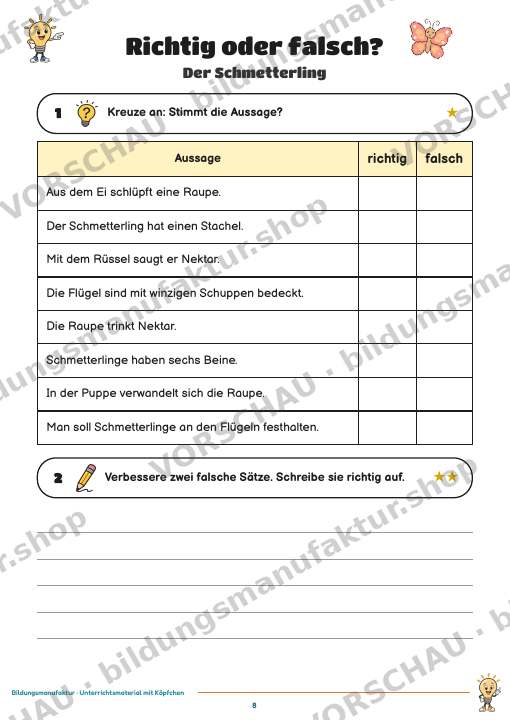 Richtig oder falsch?
Der Schmetterling
1 Kreuze an: Stimmt die Aussage?
Aussage richtig falsch
Aus dem Ei schlüpft eine Raupe.
Der Schmetterling hat einen Stachel.
Mit dem Rüssel saugt er Nektar.
Die Flügel sind mit winzigen Schuppen bedeckt.
Die Raupe trinkt Nektar.
Schmetterlinge haben sechs Beine.
In der Puppe verwandelt sich die Raupe.
Man soll Schmetterlinge an den Flügeln festhalten.
2 Verbessere zwei falsche Sätze. Schreibe sie richtig auf.
Bildungsmanufaktur · Unterrichtsmaterial mit Köpfchen
8
VORSCHAU · bildungsmanufaktur.shop